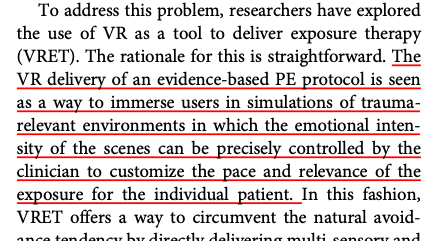 To address this problem, researchers have explored
the use of VR as a tool to deliver exposure therapy
(VRET). The rationale for this is straightforward. The
VR delivery of an evidence-based PE protocol is seen
as a way to immerse users in simulations of trauma-
relevant environments in which the emotional inten-
sity of the scenes can be precisely controlled by the
clinician to customize the pace and relevance of the
exposure for the individual patient. In this fashion,
VRET offers a way to circumvent the natural avoid-
ance tendency by directly delivering multi-sensory and